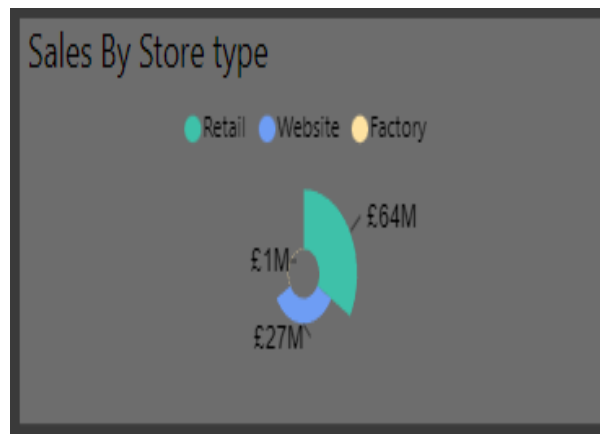 Sales By Store type
Retail Website Factory
£64M
£1M
£27M